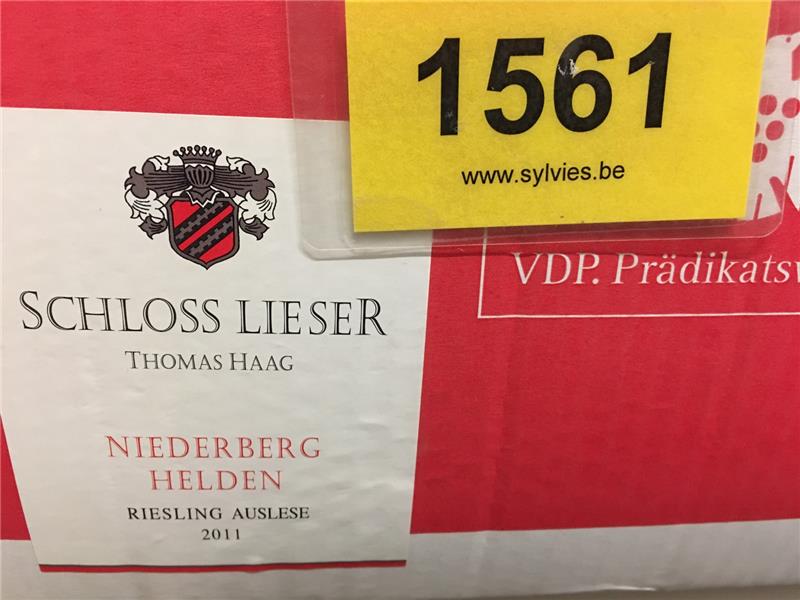 1561
www.sylvies.be
SCHLOSS LIESER
THOMAS HAAG
NIEDERBERG
HELDEN
RIESLING AUSLESE
2011
VDP. Prädikatsw